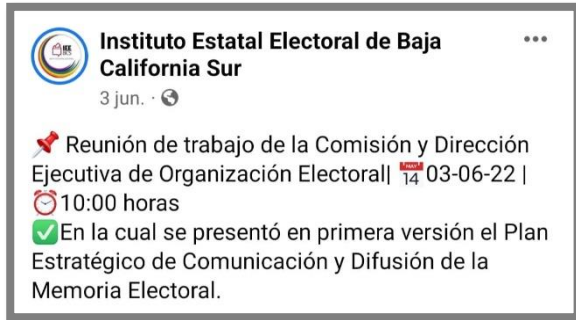 Instituto Estatal Electoral de Baja
California Sur
3 jun. ·
📌 Reunión de trabajo de la Comisión y Dirección
Ejecutiva de Organización Electoral| 📅03-06-22 |
⏰10:00 horas
✅En la cual se presentó en primera versión el Plan
Estratégico de Comunicación y Difusión de la
Memoria Electoral.